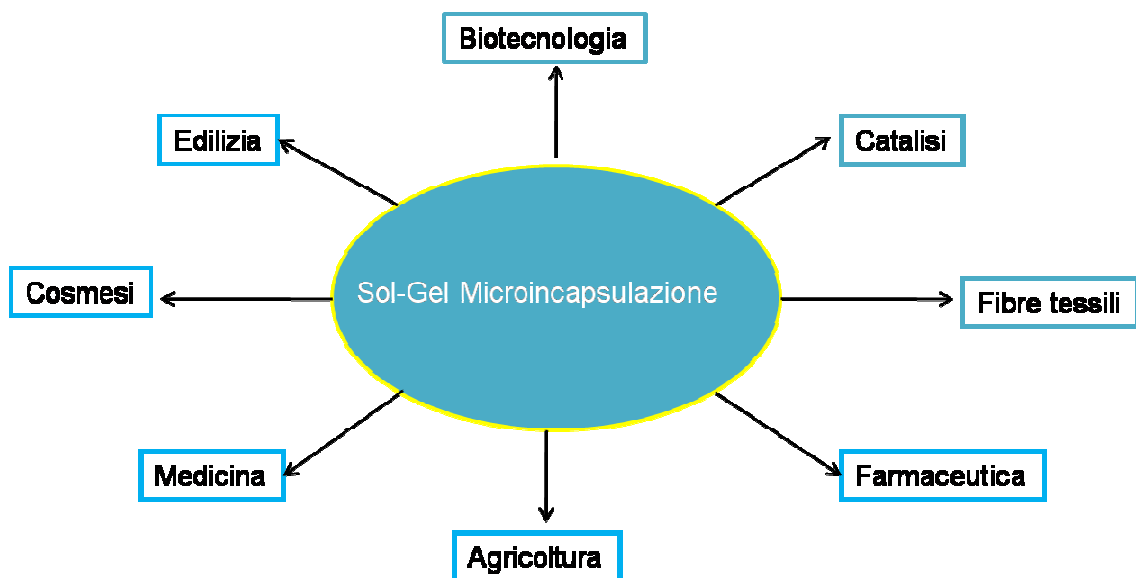 Biotecnologia
Edilizia
Catalisi
Cosmesi
Sol-Gel Microincapsulazione
Fibre tessili
Medicina
Farmaceutica
Agricoltura